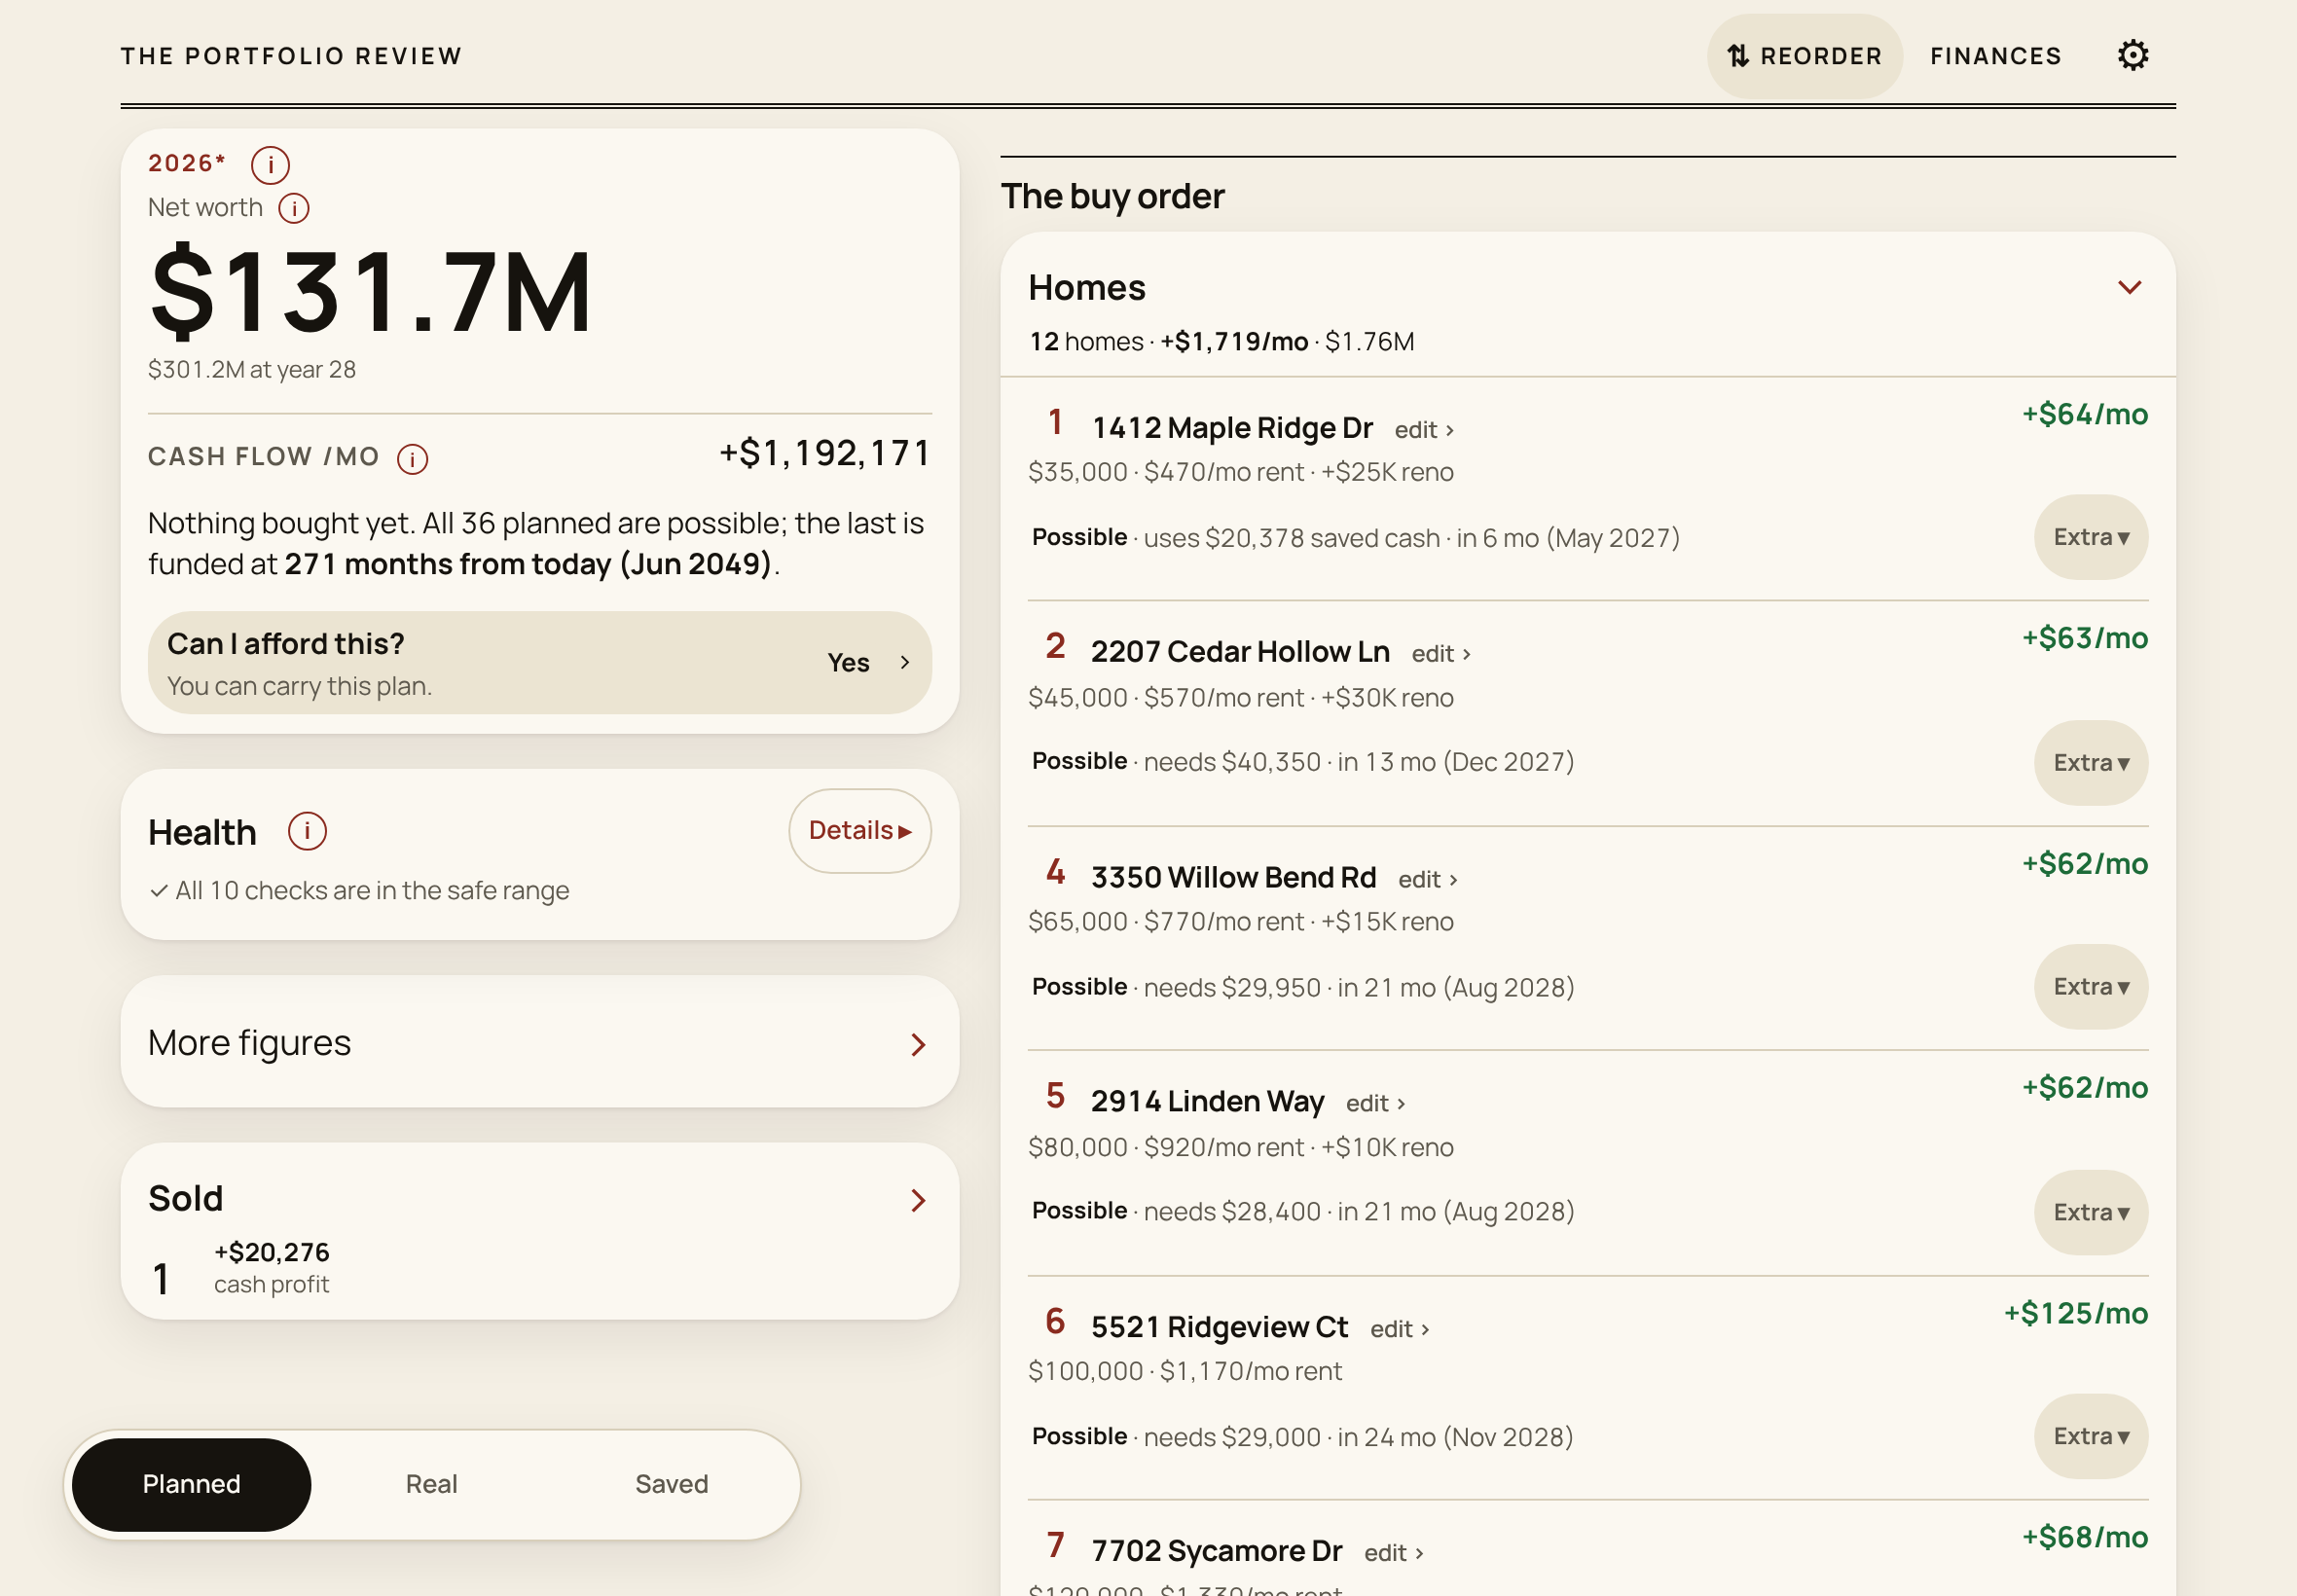 THE PORTFOLIO REVIEW
⇅ REORDER FINANCES ⚙
2026* i
Net worth i
$131.7M
$301.2M at year 28
CASH FLOW /MO i +$1,192,171
Nothing bought yet. All 36 planned are possible; the last is
funded at 271 months from today (Jun 2049).
Can I afford this?
You can carry this plan.
Yes ›
Health i
Details ▸
✓ All 10 checks are in the safe range
More figures
Sold
1
+$20,276
cash profit
Planned Real Saved
The buy order
Homes
12 homes · +$1,719/mo · $1.76M
1 1412 Maple Ridge Dr edit › +$64/mo
$35,000 · $470/mo rent · +$25K reno
Possible · uses $20,378 saved cash · in 6 mo (May 2027) Extra ▾
2 2207 Cedar Hollow Ln edit › +$63/mo
$45,000 · $570/mo rent · +$30K reno
Possible · needs $40,350 · in 13 mo (Dec 2027) Extra ▾
4 3350 Willow Bend Rd edit › +$62/mo
$65,000 · $770/mo rent · +$15K reno
Possible · needs $29,950 · in 21 mo (Aug 2028) Extra ▾
5 2914 Linden Way edit › +$62/mo
$80,000 · $920/mo rent · +$10K reno
Possible · needs $28,400 · in 21 mo (Aug 2028) Extra ▾
6 5521 Ridgeview Ct edit › +$125/mo
$100,000 · $1,170/mo rent
Possible · needs $29,000 · in 24 mo (Nov 2028) Extra ▾
7 7702 Sycamore Dr edit › +$68/mo